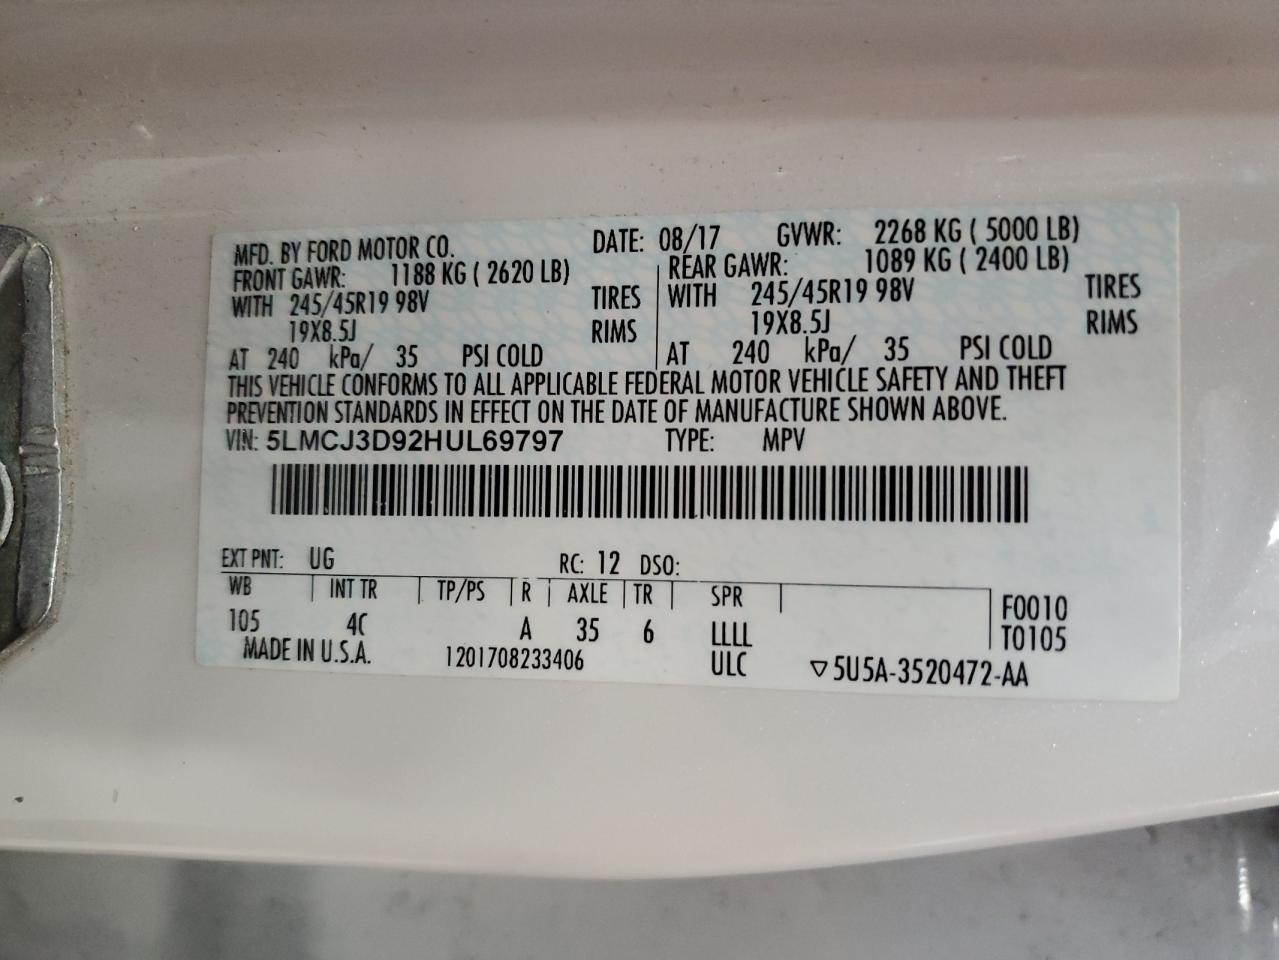 MFD. BY FORD MOTOR CO. DATE: 08/17 GVWR: 2268 KG ( 5000 LB)
FRONT GAWR: 1188 KG ( 2620 LB) REAR GAWR: 1089 KG ( 2400 LB)
WITH 245/45R19 98V TIRES WITH 245/45R19 98V TIRES
19X8.5J RIMS 19X8.5J RIMS
AT 240 kPa/ 35 PSI COLD AT 240 kPa/ 35 PSI COLD
THIS VEHICLE CONFORMS TO ALL APPLICABLE FEDERAL MOTOR VEHICLE SAFETY AND THEFT
PREVENTION STANDARDS IN EFFECT ON THE DATE OF MANUFACTURE SHOWN ABOVE.
VIN: 5LMCJ3D92HUL69797 TYPE: MPV
EXT PNT: UG RC: 12 DSO:
WB INT TR TP/PS R AXLE TR SPR F0010
105 4C A 35 6 LLLL T0105
MADE IN U.S.A. 1201708233406 ULC ▽5U5A-3520472-AA